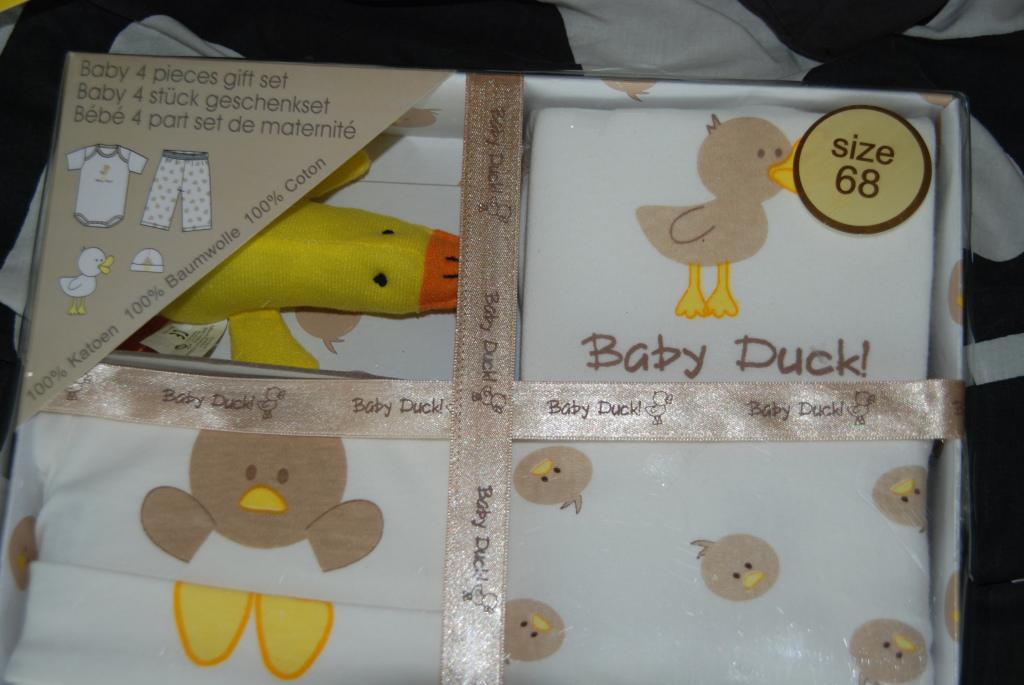 Baby 4 pieces gift set
Baby 4 stück geschenkset
Bébé 4 part set de maternité
100% Katoen 100% Baumwolle 100% Coton
size
68
Baby Duck!
Baby Duck! Baby Duck! Baby Duck! Baby Duck!
Baby Duck!
Baby Duck!
Baby Duck!